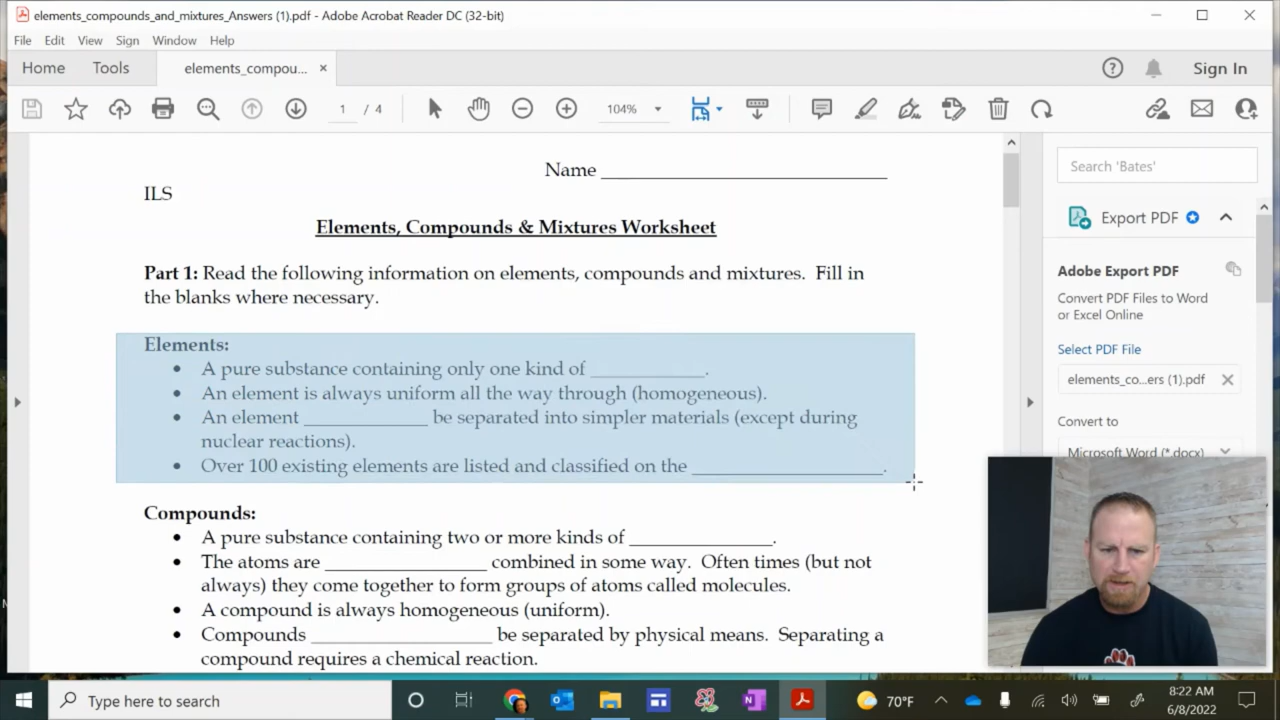 elements_compounds_and_mixtures_Answers (1).pdf - Adobe Acrobat Reader DC (32-bit)
File Edit View Sign Window Help
Home Tools elements_compou... × Sign In
1 / 4 104%
Search 'Bates'
Export PDF
Adobe Export PDF
Convert PDF Files to Word
or Excel Online
Select PDF File
elements_co...ers (1).pdf
Convert to
Microsoft Word (*.docx)
Name ______________________________
ILS
Elements, Compounds & Mixtures Worksheet
Part 1: Read the following information on elements, compounds and mixtures. Fill in
the blanks where necessary.
Elements:
• A pure substance containing only one kind of ____________.
• An element is always uniform all the way through (homogeneous).
• An element _____________ be separated into simpler materials (except during
nuclear reactions).
• Over 100 existing elements are listed and classified on the ____________________.
Compounds:
• A pure substance containing two or more kinds of _______________.
• The atoms are _________________ combined in some way. Often times (but not
always) they come together to form groups of atoms called molecules.
• A compound is always homogeneous (uniform).
• Compounds ___________________ be separated by physical means. Separating a
compound requires a chemical reaction.
Type here to search
70°F
8:22 AM
6/8/2022